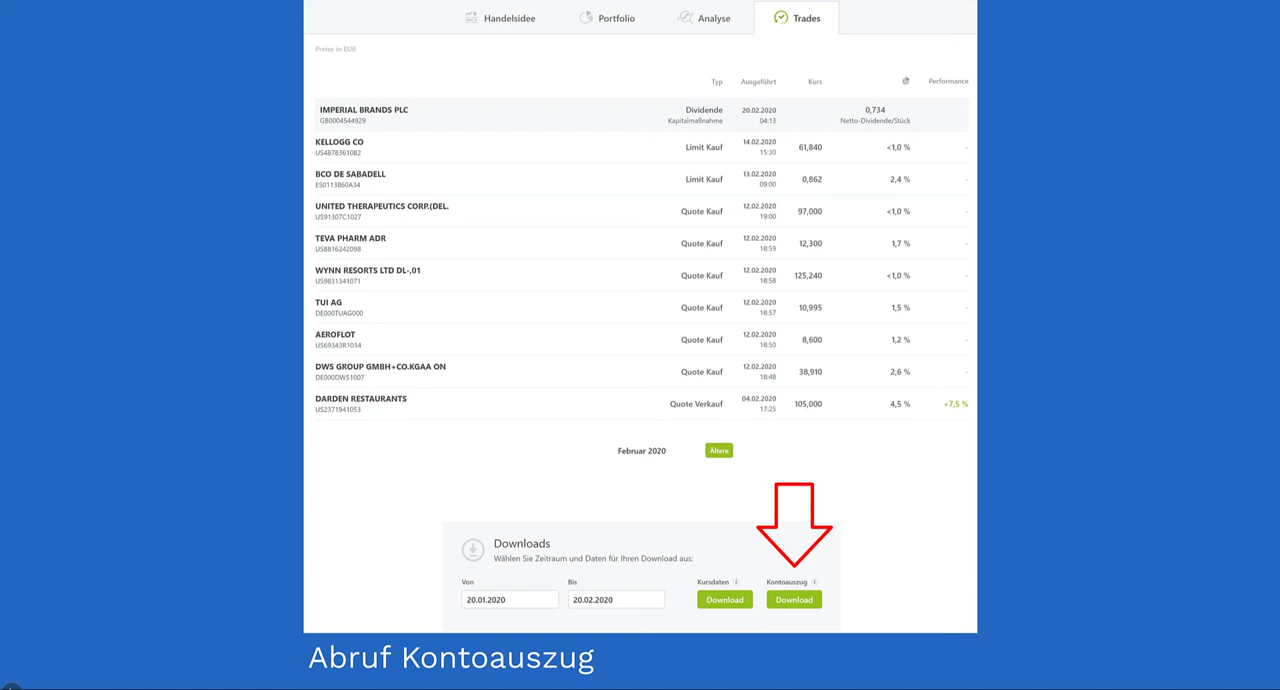 Handelsidee Portfolio Analyse Trades
Preise in EUR
Typ Ausgeführt Kurs Performance
IMPERIAL BRANDS PLC Dividende 20.02.2020 0,734
GB0004544929 Kapitalmaßnahme 04:13 Netto-Dividende/Stück
KELLOGG CO Limit Kauf 14.02.2020 61,840 <1,0 % -
US4878361082 15:30
BCO DE SABADELL Limit Kauf 13.02.2020 0,862 2,4 % -
ES0113860A34 09:00
UNITED THERAPEUTICS CORP.(DEL. Quote Kauf 12.02.2020 97,000 <1,0 % -
US91307C1027 19:00
TEVA PHARM ADR Quote Kauf 12.02.2020 12,300 1,7 % -
US8816242098 18:59
WYNN RESORTS LTD DL-,01 Quote Kauf 12.02.2020 125,240 <1,0 % -
US9831341071 18:58
TUI AG Quote Kauf 12.02.2020 10,995 1,5 % -
DE000TUAG000 18:57
AEROFLOT Quote Kauf 12.02.2020 8,600 1,2 % -
US69343R1014 18:50
DWS GROUP GMBH+CO.KGAA ON Quote Kauf 12.02.2020 38,910 2,6 % -
DE000DWS1007 18:48
DARDEN RESTAURANTS Quote Verkauf 04.02.2020 105,000 4,5 % +7,5 %
US2371941053 17:25
Februar 2020 Ältere
Downloads
Wählen Sie Zeitraum und Daten für Ihren Download aus:
Von Bis Kursdaten i Kontoauszug i
20.01.2020 20.02.2020 Download Download
Abruf Kontoauszug